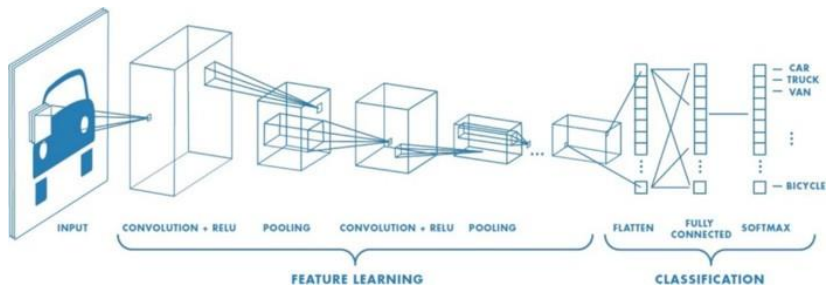 CAR
TRUCK
VAN
BICYCLE
INPUT
CONVOLUTION + RELU
POOLING
CONVOLUTION + RELU
POOLING
FLATTEN
FULLY
CONNECTED
SOFTMAX
FEATURE LEARNING
CLASSIFICATION